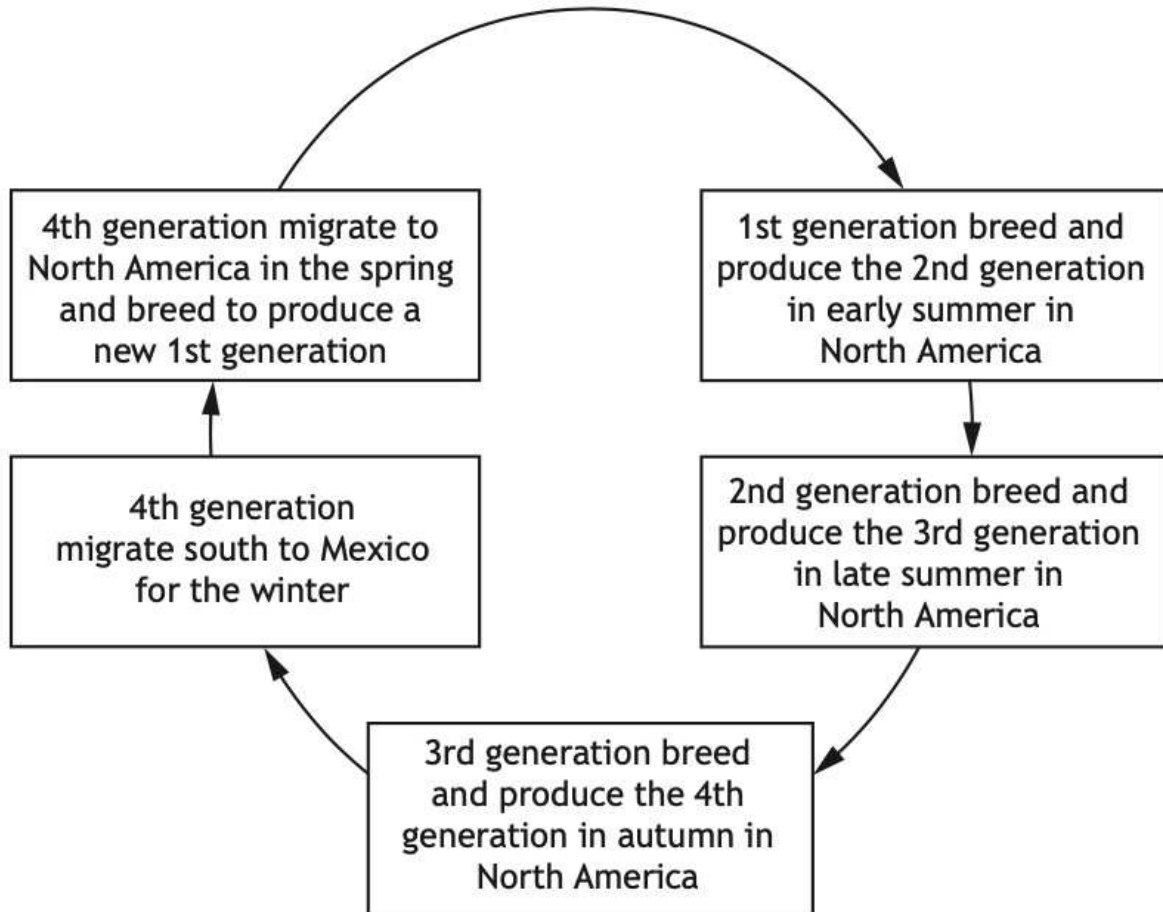 4th generation migrate to
North America in the spring
and breed to produce a
new 1st generation
1st generation breed and
produce the 2nd generation
in early summer in
North America
2nd generation breed and
produce the 3rd generation
in late summer in
North America
3rd generation breed
and produce the 4th
generation in autumn in
North America
4th generation
migrate south to Mexico
for the winter